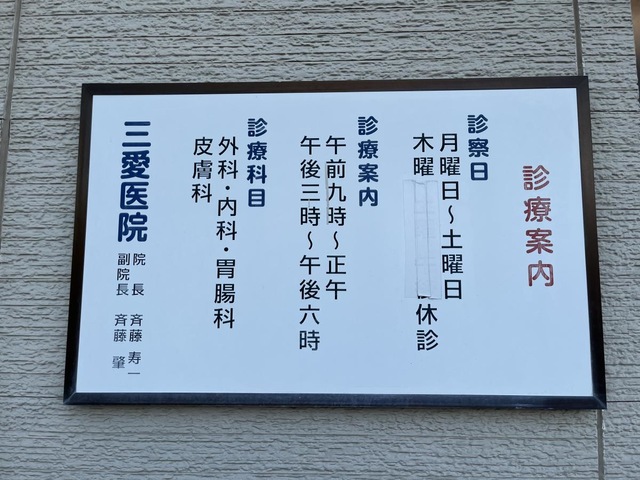 診療案内
診察日
月曜日～土曜日
木曜
休診
診療案内
午前九時～正午
午後三時～午後六時
診療科目
外科・内科・胃腸科
皮膚科
三愛医院
院長 斉藤 寿一
副院長 斉藤 肇